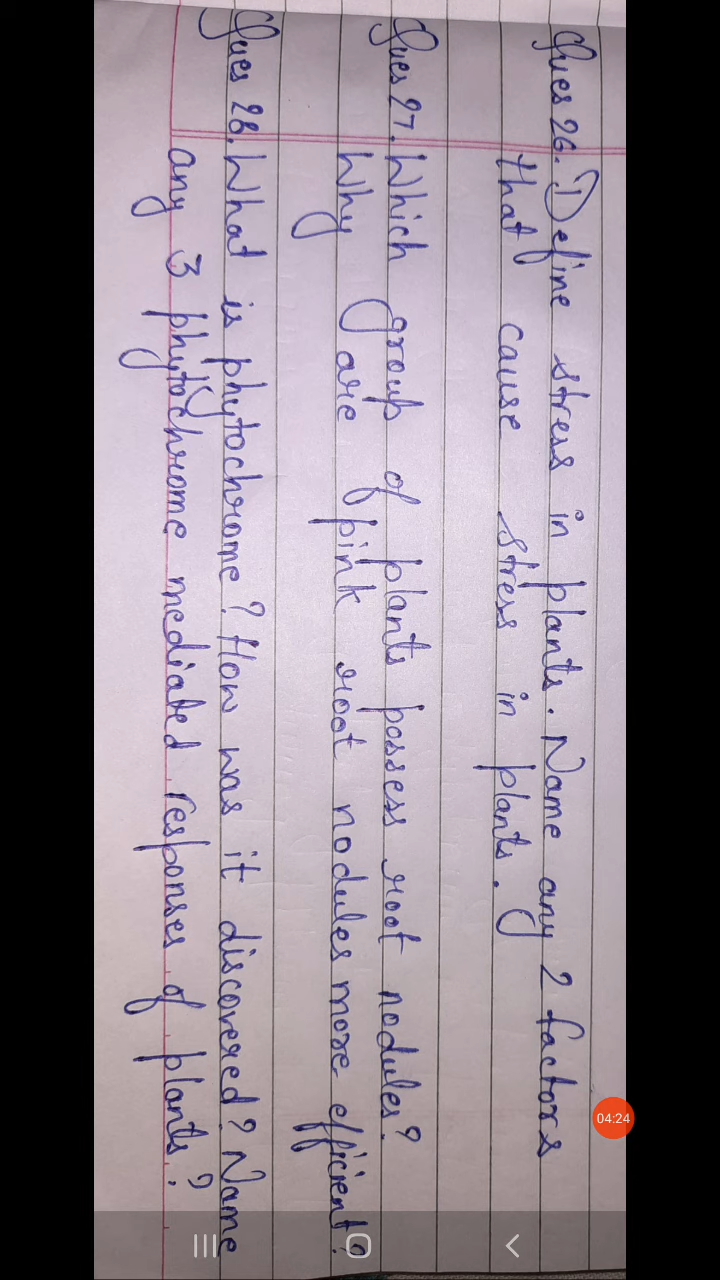 Ques 26. Define stress in plants. Name any 2 factors
that cause stress in plants.
Ques 27. Which group of plants possess root nodules?
Why are pink root nodules more efficient?
Ques 28. What is phytochrome? How was it discovered? Name
any 3 phytochrome mediated responses of plants?
04:24